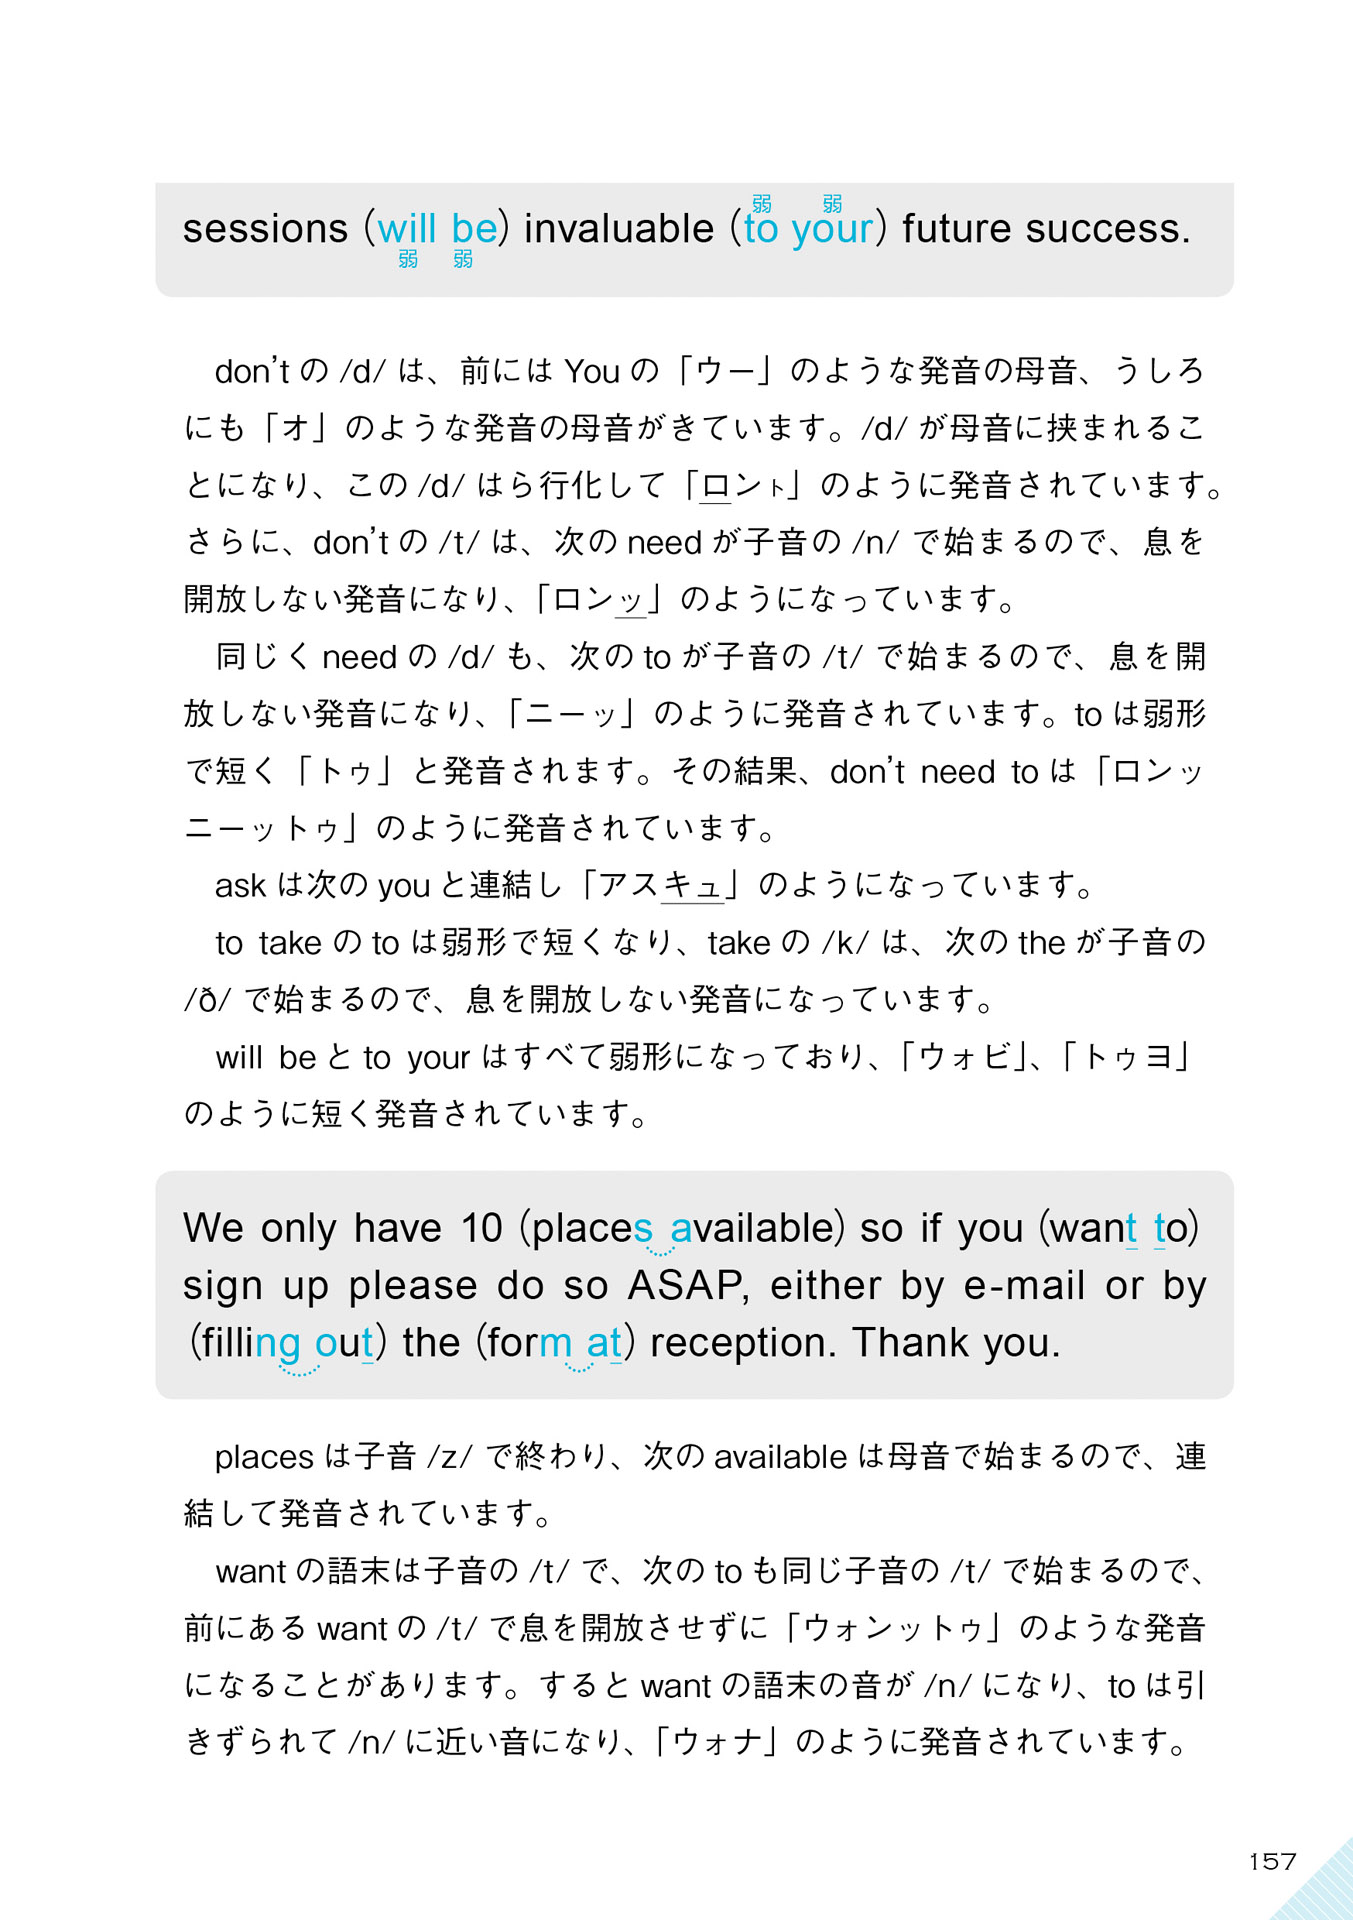 弱 弱
sessions (will be) invaluable (to your) future success.
弱 弱
don’tの /d/ は、前には Youの「ウー」のような発音の母音、うしろ
にも「オ」のような発音の母音がきています。/d/ が母音に挟まれるこ
とになり、この /d/ はら行化して「ロント」のように発音されています。
さらに、don’tの /t/ は、次の need が子音の /n/ で始まるので、息を
開放しない発音になり、「ロンッ」のようになっています。
同じく need の /d/ も、次の to が子音の /t/ で始まるので、息を開
放しない発音になり、「ニーッ」のように発音されています。to は弱形
で短く「トゥ」と発音されます。その結果、don’t need to は「ロンッ
ニーットゥ」のように発音されています。
ask は次の you と連結し「アスキュ」のようになっています。
to take の to は弱形で短くなり、take の /k/ は、次の the が子音の
/ð/ で始まるので、息を開放しない発音になっています。
will be と to your はすべて弱形になっており、「ウォビ」、「トゥヨ」
のように短く発音されています。
We only have 10 (places available) so if you (want to)
sign up please do so ASAP, either by e-mail or by
(filling out) the (form at) reception. Thank you.
places は子音 /z/ で終わり、次の available は母音で始まるので、連
結して発音されています。
want の語末は子音の /t/ で、次の to も同じ子音の /t/ で始まるので、
前にある want の /t/ で息を開放させずに「ウォンットゥ」のような発音
になることがあります。すると want の語末の音が /n/ になり、to は引
きずられて /n/ に近い音になり、「ウォナ」のように発音されています。
157